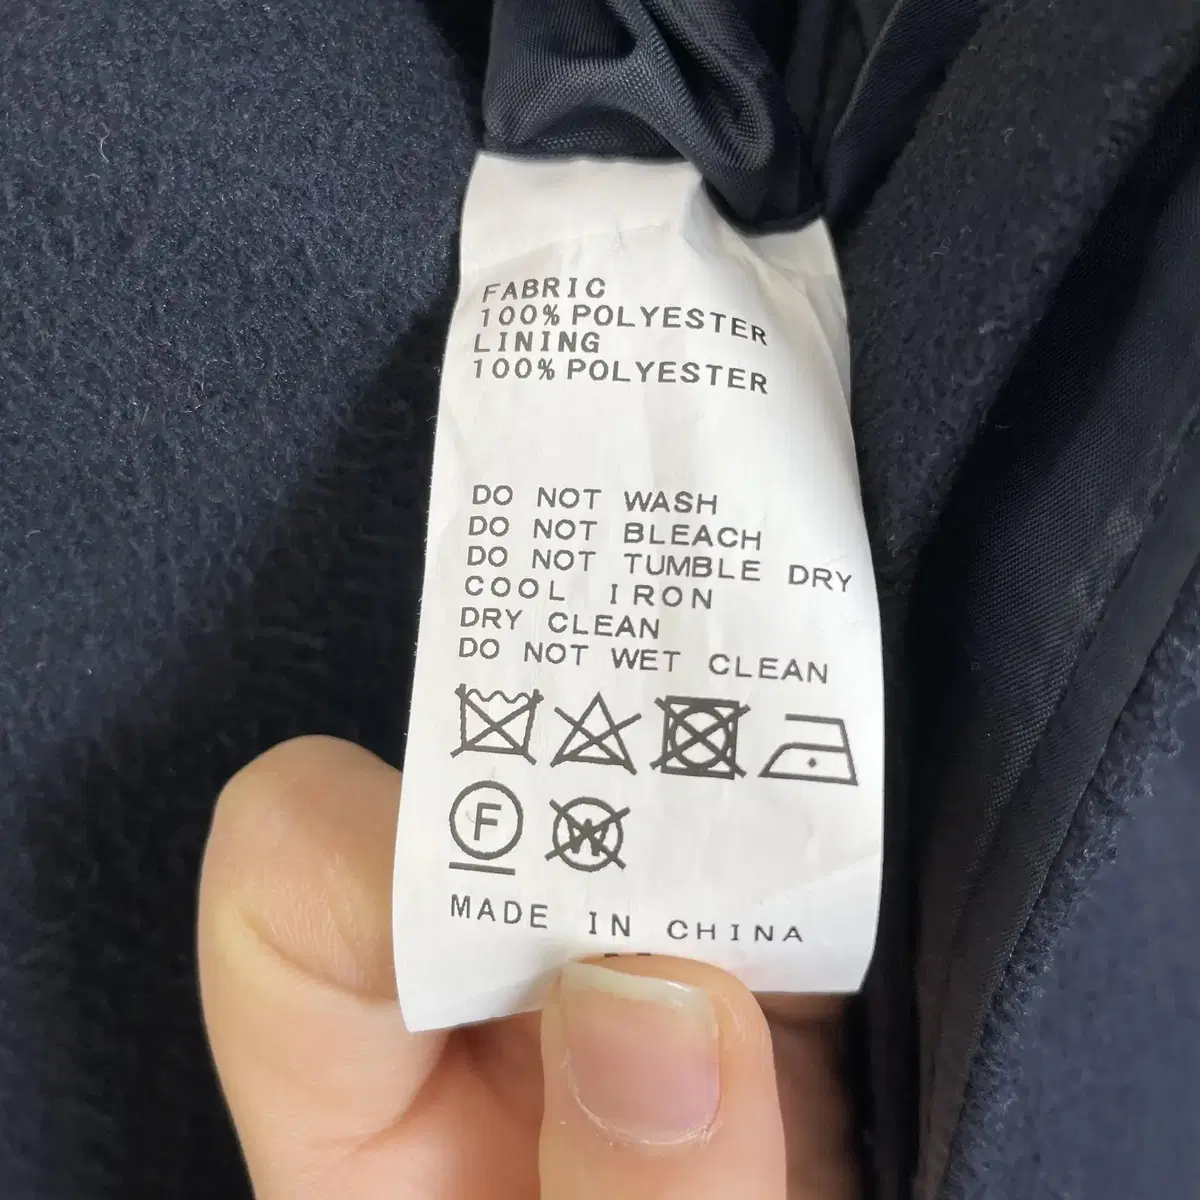 FABRIC
100% POLYESTER
LINING
100% POLYESTER
DO NOT WASH
DO NOT BLEACH
DO NOT TUMBLE DRY
COOL IRON
DRY CLEAN
DO NOT WET CLEAN
F W
MADE IN CHINA